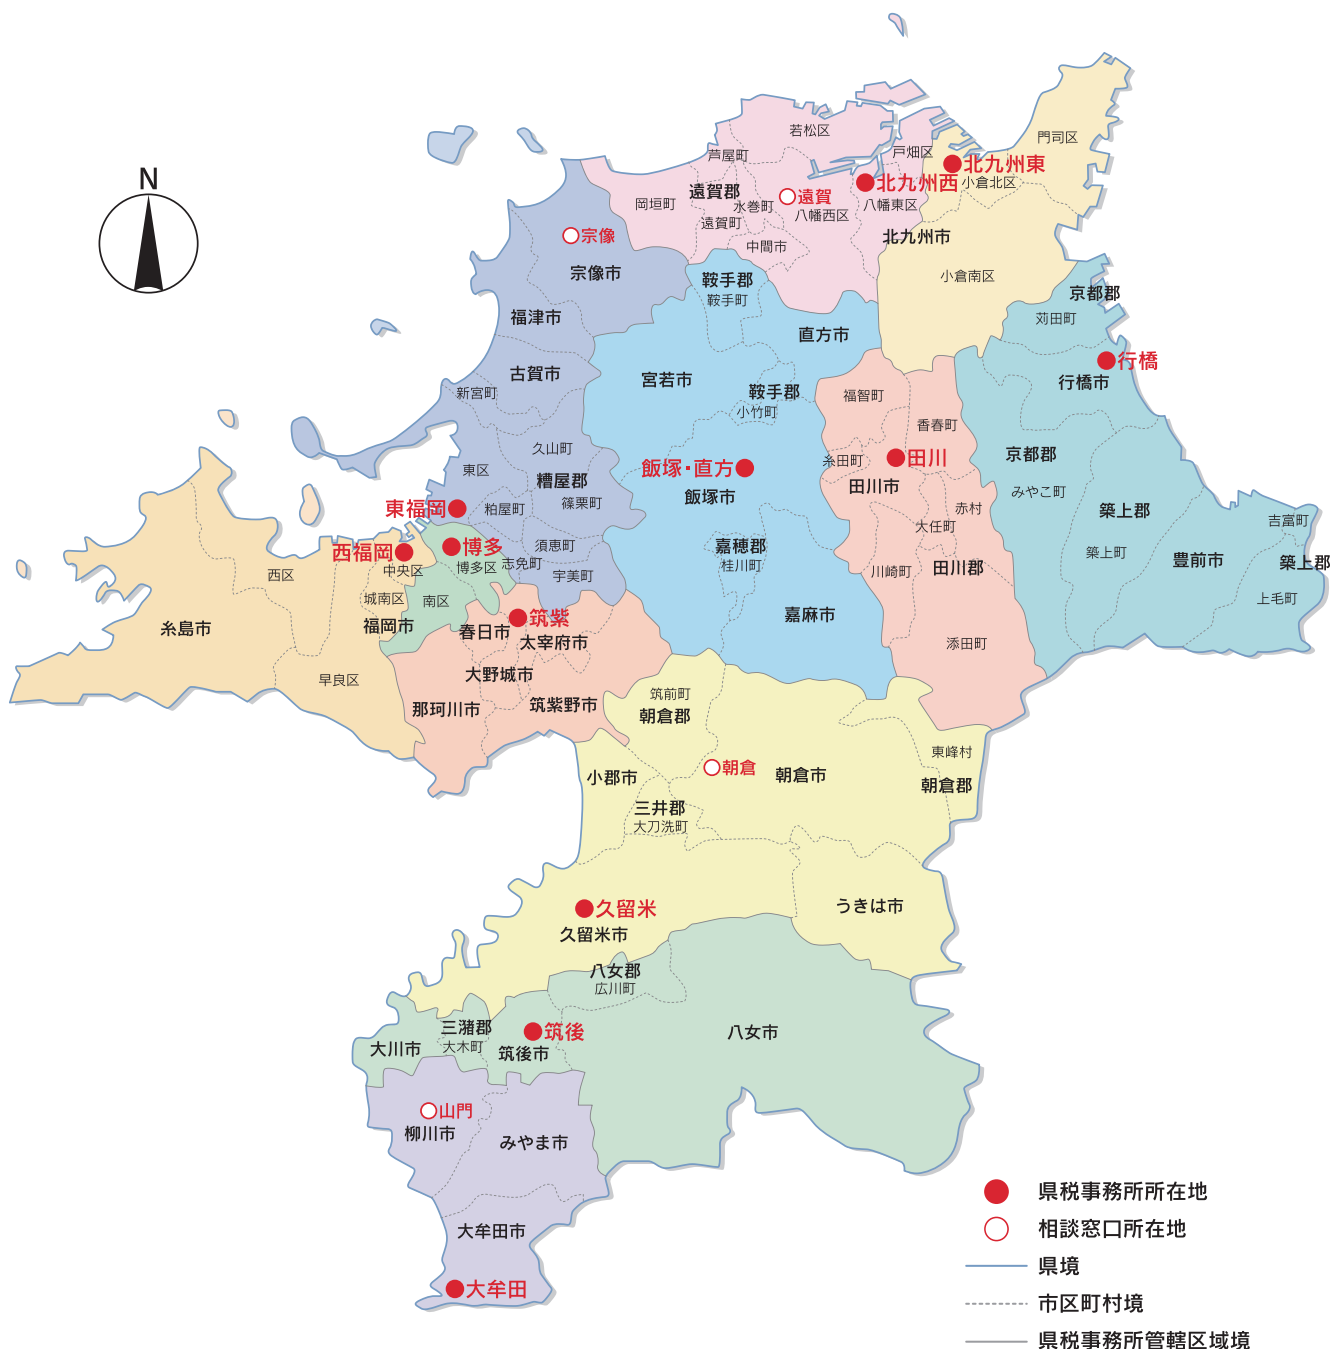 N
若松区
門司区
芦屋町
戸畑区
北九州東
小倉北区
北九州西
遠賀郡
遠賀
岡垣町
水巻町
八幡西区
八幡東区
遠賀町
中間市
北九州市
宗像
宗像市
小倉南区
鞍手郡
鞍手町
京都郡
苅田町
福津市
直方市
行橋
行橋市
古賀市
宮若市
新宮町
鞍手郡
小竹町
福智町
香春町
久山町
東区
糟屋郡
飯塚・直方
飯塚市
糸田町
田川
田川市
京都郡
みやこ町
篠栗町
粕屋町
東福岡
赤村
築上郡
大任町
吉富町
西福岡
中央区
博多
博多区
須恵町
志免町
宇美町
嘉穂郡
桂川町
川崎町
田川郡
築上町
豊前市
築上郡
上毛町
西区
城南区
南区
福岡市
糸島市
筑紫
春日市
太宰府市
嘉麻市
添田町
早良区
大野城市
那珂川市
筑紫野市
筑前町
朝倉郡
東峰村
朝倉郡
小郡市
朝倉
朝倉市
三井郡
大刀洗町
久留米
久留米市
うきは市
八女郡
広川町
三潴郡
大木町
大川市
筑後
筑後市
八女市
山門
柳川市
みやま市
大牟田市
大牟田
県税事務所所在地
相談窓口所在地
県境
市区町村境
県税事務所管轄区域境